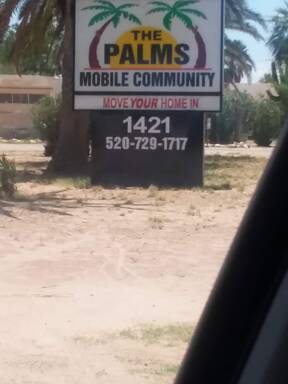 THE
PALMS
MOBILE COMMUNITY
MOVE YOUR HOME IN
1421
520-729-1717